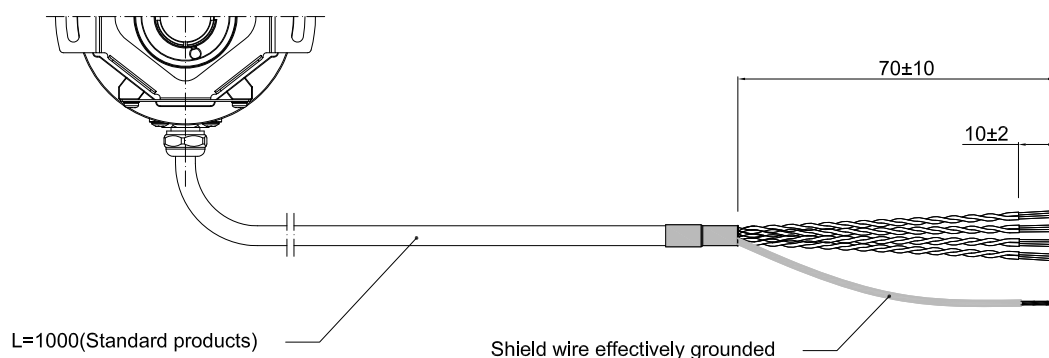 70±10
10±2
L=1000(Standard products)
Shield wire effectively grounded